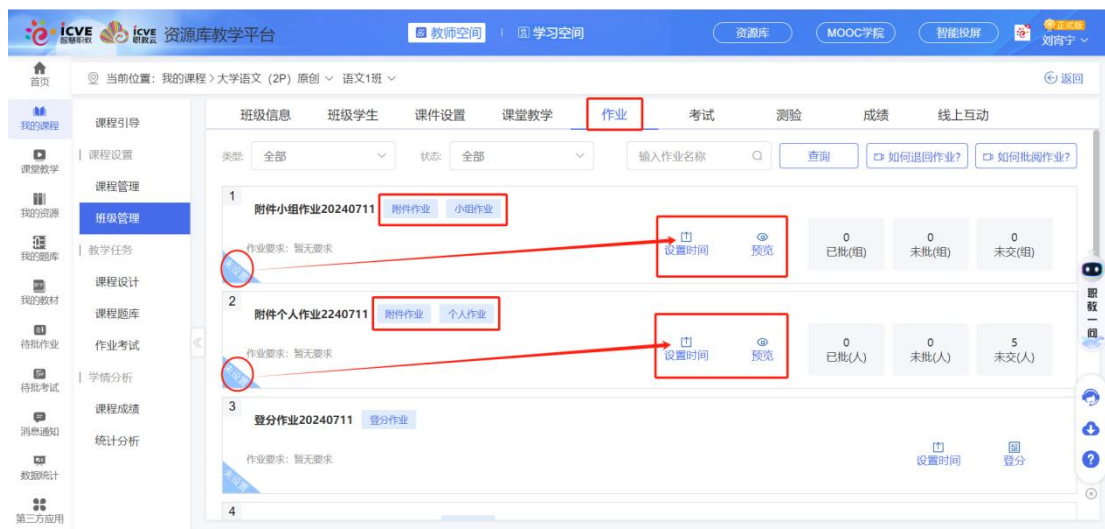 icve 智慧职教 icve 职教云 资源库教学平台 教师空间 学习空间 资源库 MOOC学院 智能投屏 正式版 刘宵宁
首页
当前位置：我的课程 > 大学语文（2P）原创 语文1班 返回
我的课程
课堂教学
我的资源
我的题库
我的教材
待批作业
待批考试
消息通知
数据统计
第三方应用
课程引导
课程设置
课程管理
班级管理
教学任务
课程设计
课程题库
作业考试
学情分析
课程成绩
统计分析
班级信息 班级学生 课件设置 课堂教学 作业 考试 测验 成绩 线上互动
类型: 全部 状态: 全部 输入作业名称 查询 如何退回作业? 如何批阅作业?
1
附件小组作业20240711 附件作业 小组作业
作业要求：暂无要求
未设置
设置时间 预览
0 0 0
已批(组) 未批(组) 未交(组)
2
附件个人作业2240711 附件作业 个人作业
作业要求：暂无要求
未设置
设置时间 预览
0 0 5
已批(人) 未批(人) 未交(人)
3
登分作业20240711 登分作业
作业要求：暂无要求
未设置
设置时间 登分
4
职教一问